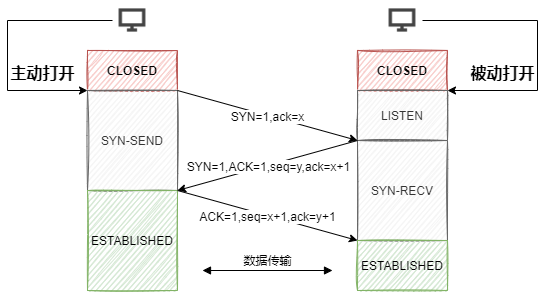 主动打开
CLOSED
CLOSED
被动打开
SYN=1,ack=x
LISTEN
SYN-SEND
SYN=1,ACK=1,seq=y,ack=x+1
SYN-RECV
ACK=1,seq=x+1,ack=y+1
ESTABLISHED
数据传输
ESTABLISHED